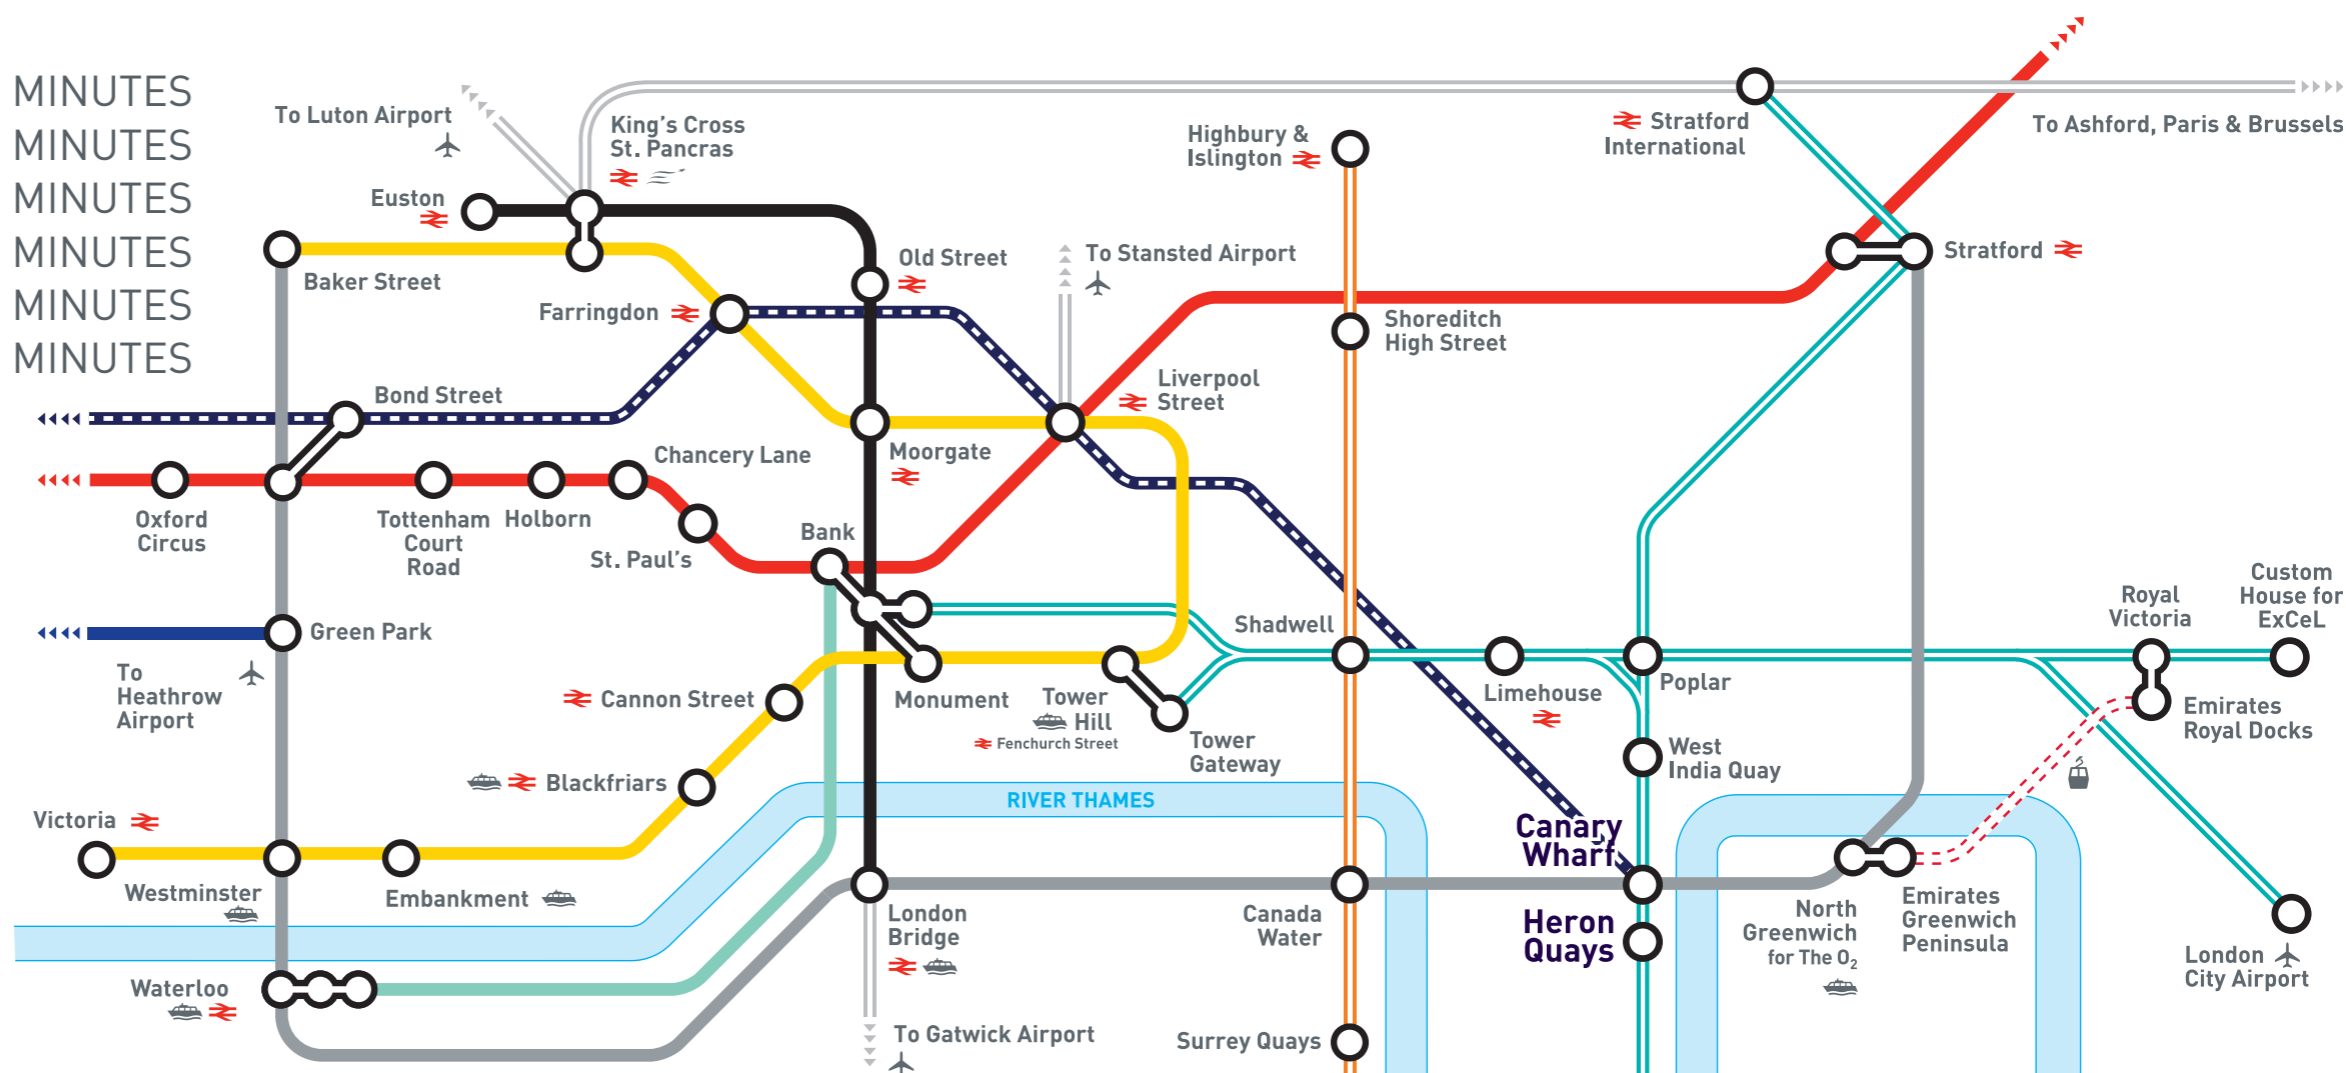 MINUTES
MINUTES
MINUTES
MINUTES
MINUTES
MINUTES
To Luton Airport
King's Cross
St. Pancras
Euston
Baker Street
Farringdon
Old Street
To Stansted Airport
Highbury &
Islington
Stratford
International
To Ashford, Paris & Brussels
Stratford
Shoreditch
High Street
Liverpool
Street
Bond Street
Chancery Lane
Moorgate
Oxford
Circus
Tottenham
Court
Road
Holborn
St. Paul's
Bank
Green Park
To
Heathrow
Airport
Cannon Street
Monument
Tower
Hill
Fenchurch Street
Tower
Gateway
Shadwell
Limehouse
Poplar
West
India Quay
Royal
Victoria
Custom
House for
ExCeL
Emirates
Royal Docks
Blackfriars
RIVER THAMES
Victoria
Westminster
Embankment
Canary
Wharf
Heron
Quays
London
Bridge
Canada
Water
North
Greenwich
for The O2
Emirates
Greenwich
Peninsula
London
City Airport
Waterloo
To Gatwick Airport
Surrey Quays